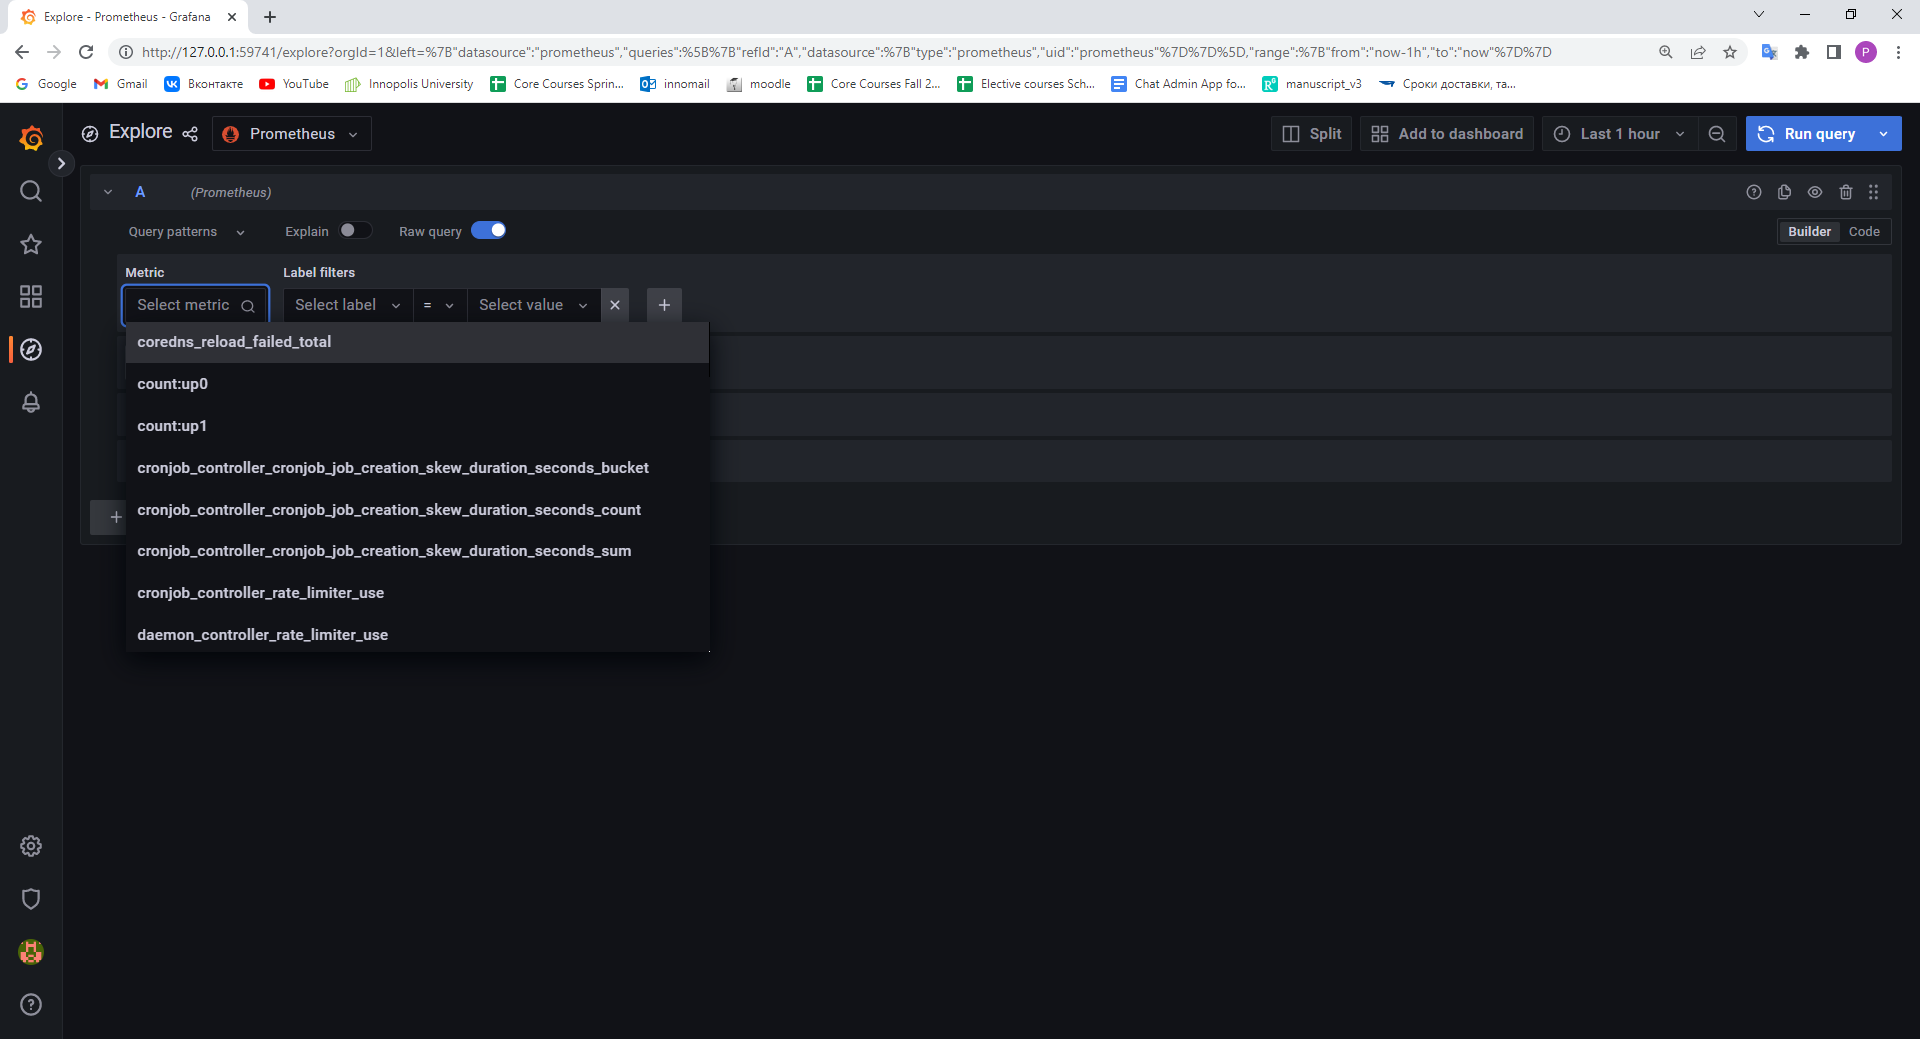 Explore - Prometheus - Grafana
http://127.0.0.1:59741/explore?orgId=1&left=%7B"datasource":"prometheus","queries":%5B%7B"refId":"A","datasource":%7B"type":"prometheus","uid":"prometheus"%7D%7D%5D,"range":%7B"from":"now-1h","to":"now"%7D%7D
P
Google Gmail Вконтакте YouTube Innopolis University Core Courses Sprin... innomail moodle Core Courses Fall 2... Elective courses Sch... Chat Admin App fo... manuscript_v3 Сроки доставки, та...
Explore Prometheus Split Add to dashboard Last 1 hour Run query
A (Prometheus)
Query patterns Explain Raw query Builder Code
Metric Label filters
Select metric Select label = Select value
coredns_reload_failed_total
count:up0
count:up1
cronjob_controller_cronjob_job_creation_skew_duration_seconds_bucket
cronjob_controller_cronjob_job_creation_skew_duration_seconds_count
cronjob_controller_cronjob_job_creation_skew_duration_seconds_sum
cronjob_controller_rate_limiter_use
daemon_controller_rate_limiter_use